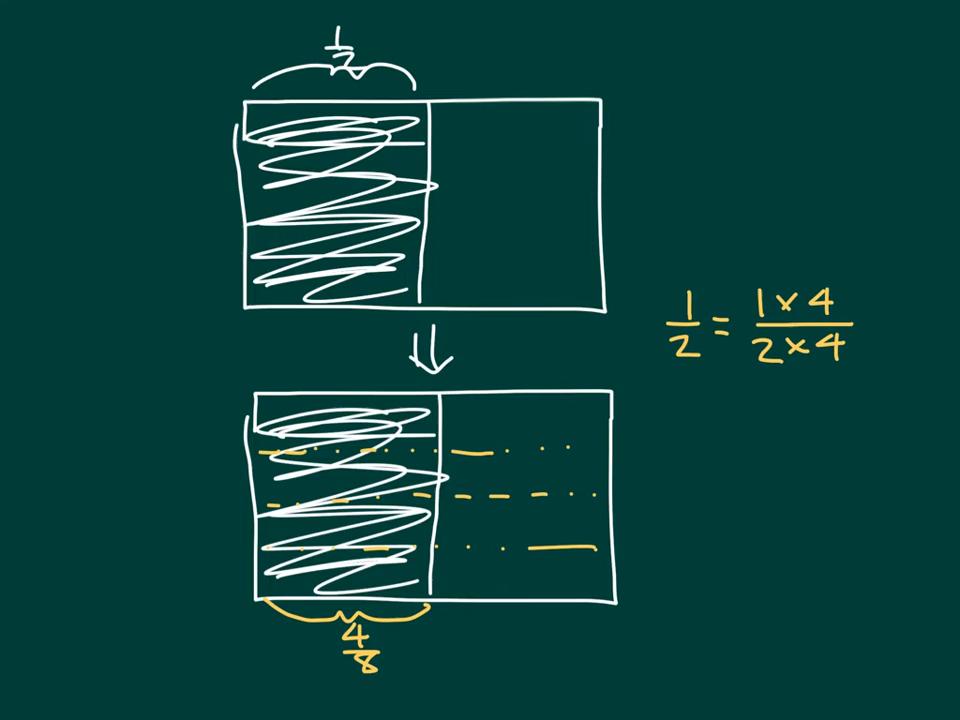 1/2
1/2 = 1×4/2×4
4/8